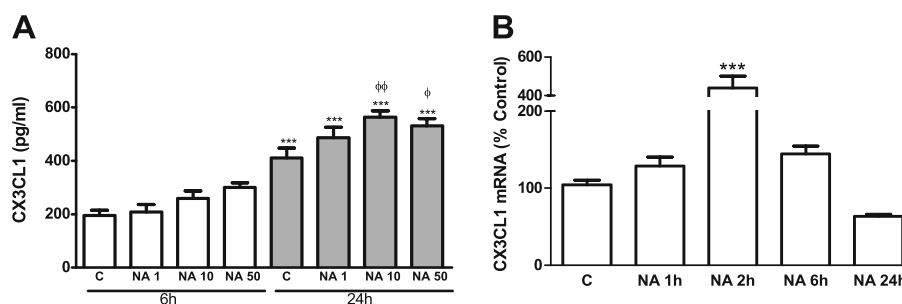 A
CX3CL1 (pg/ml)
800
600
400
200
0
***
***
ϕϕ
***
ϕ
***
C
NA 1
NA 10
NA 50
C
NA 1
NA 10
NA 50
6h
24h
B
CX3CL1 mRNA (% Control)
600
400
200
100
0
***
C
NA 1h
NA 2h
NA 6h
NA 24h